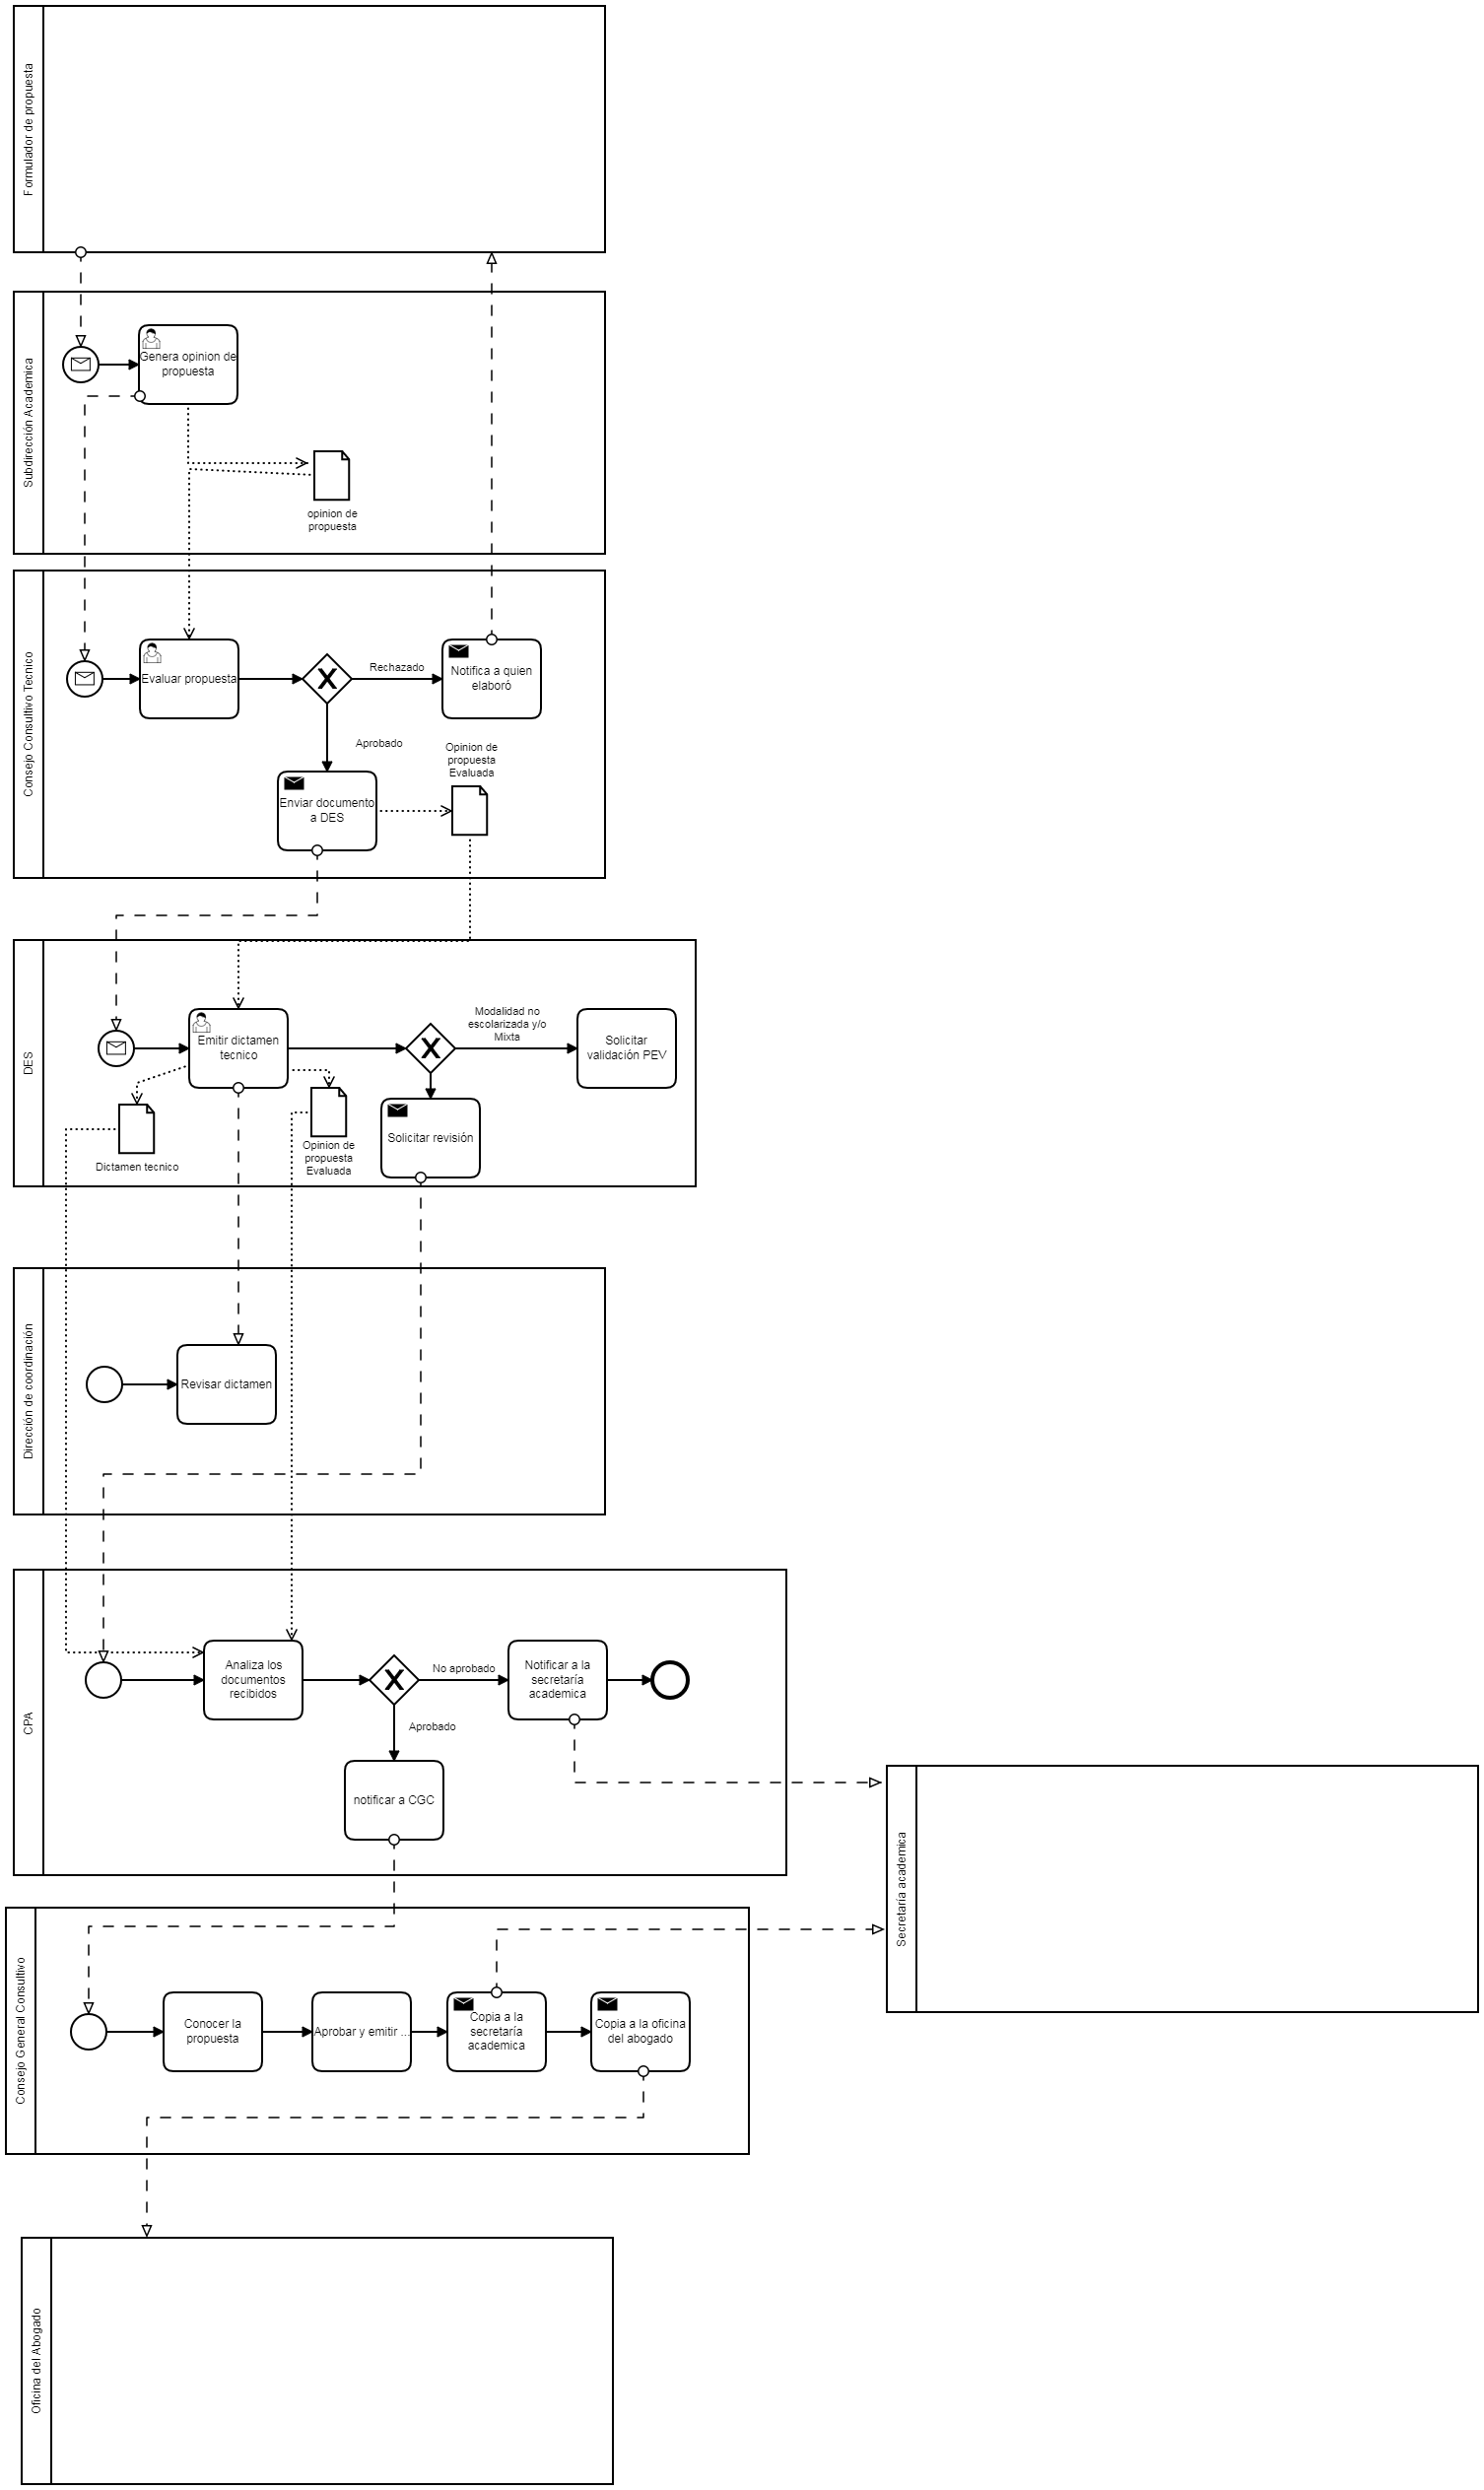 Formulador de propuesta
Subdirección Academica
Genera opinion de
propuesta
opinion de
propuesta
Consejo Consultivo Tecnico
Evaluar propuesta
Rechazado
Notifica a quien
elaboró
Aprobado
Opinion de
propuesta
Evaluada
Enviar documento
a DES
DES
Emitir dictamen
tecnico
Modalidad no
escolarizada y/o
Mixta
Solicitar
validación PEV
Solicitar revisión
Dictamen tecnico
Opinion de
propuesta
Evaluada
Dirección de coordinación
Revisar dictamen
CPA
Analiza los
documentos
recibidos
No aprobado
Notificar a la
secretaría
academica
Aprobado
notificar a CGC
Secretaría academica
Consejo General Consultivo
Conocer la
propuesta
Aprobar y emitir ...
Copia a la
secretaría
academica
Copia a la oficina
del abogado
Oficina del Abogado